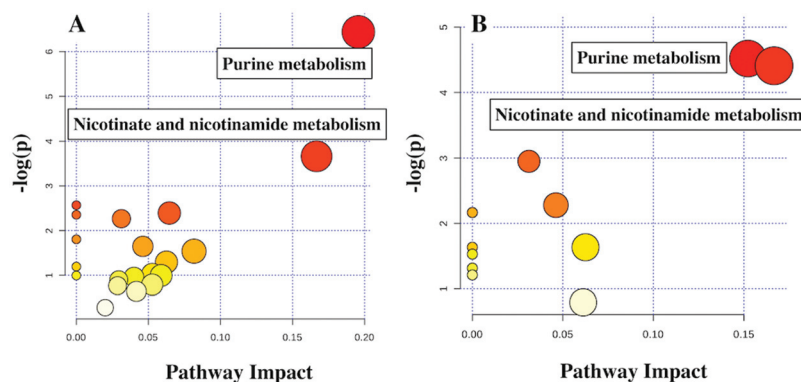 A
Purine metabolism
Nicotinate and nicotinamide metabolism
-log(p)
6
5
4
3
2
1
0.00 0.05 0.10 0.15 0.20
Pathway Impact
B
Purine metabolism
Nicotinate and nicotinamide metabolism
-log(p)
5
4
3
2
1
0.00 0.05 0.10 0.15
Pathway Impact